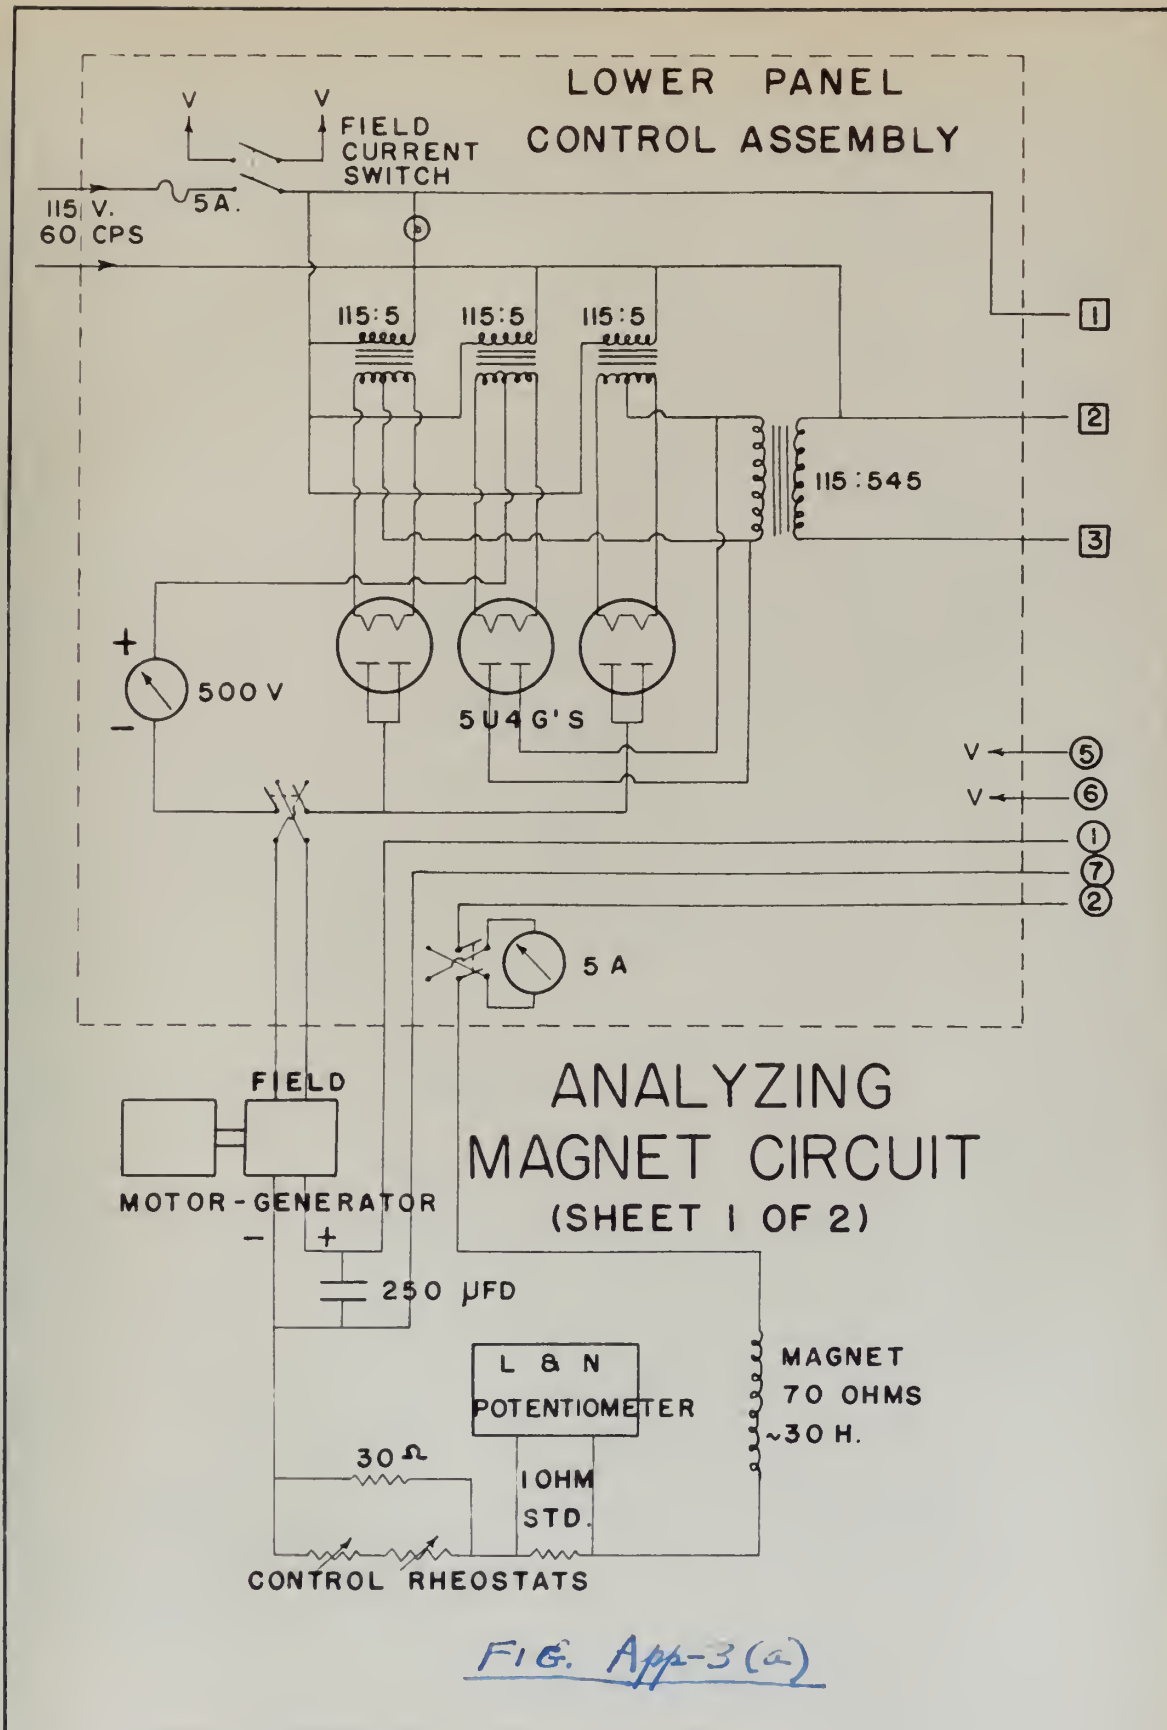 LOWER PANEL
CONTROL ASSEMBLY
V V
FIELD
CURRENT
SWITCH
5A.
115 V.
60 CPS
115:5 115:5 115:5
1
2
115:545
3
+
500 V
−
5U4G'S
V 5
V 6
1
7
2
5 A
ANALYZING
MAGNET CIRCUIT
(SHEET 1 OF 2)
FIELD
MOTOR-GENERATOR
− +
250 µFD
L & N
POTENTIOMETER
MAGNET
70 OHMS
~30 H.
30 Ω
1 OHM
STD.
CONTROL RHEOSTATS
FIG. App-3(a)